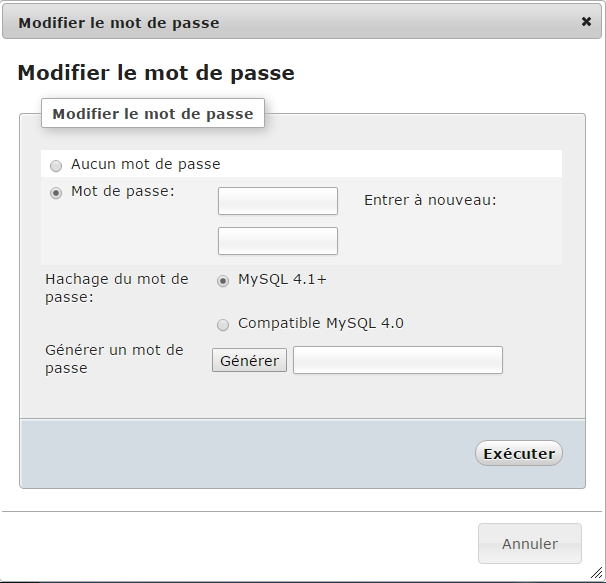 Modifier le mot de passe
Modifier le mot de passe
Modifier le mot de passe
Aucun mot de passe
Mot de passe:
Entrer à nouveau:
Hachage du mot de
passe:
MySQL 4.1+
Compatible MySQL 4.0
Générer un mot de
passe
Générer
Exécuter
Annuler